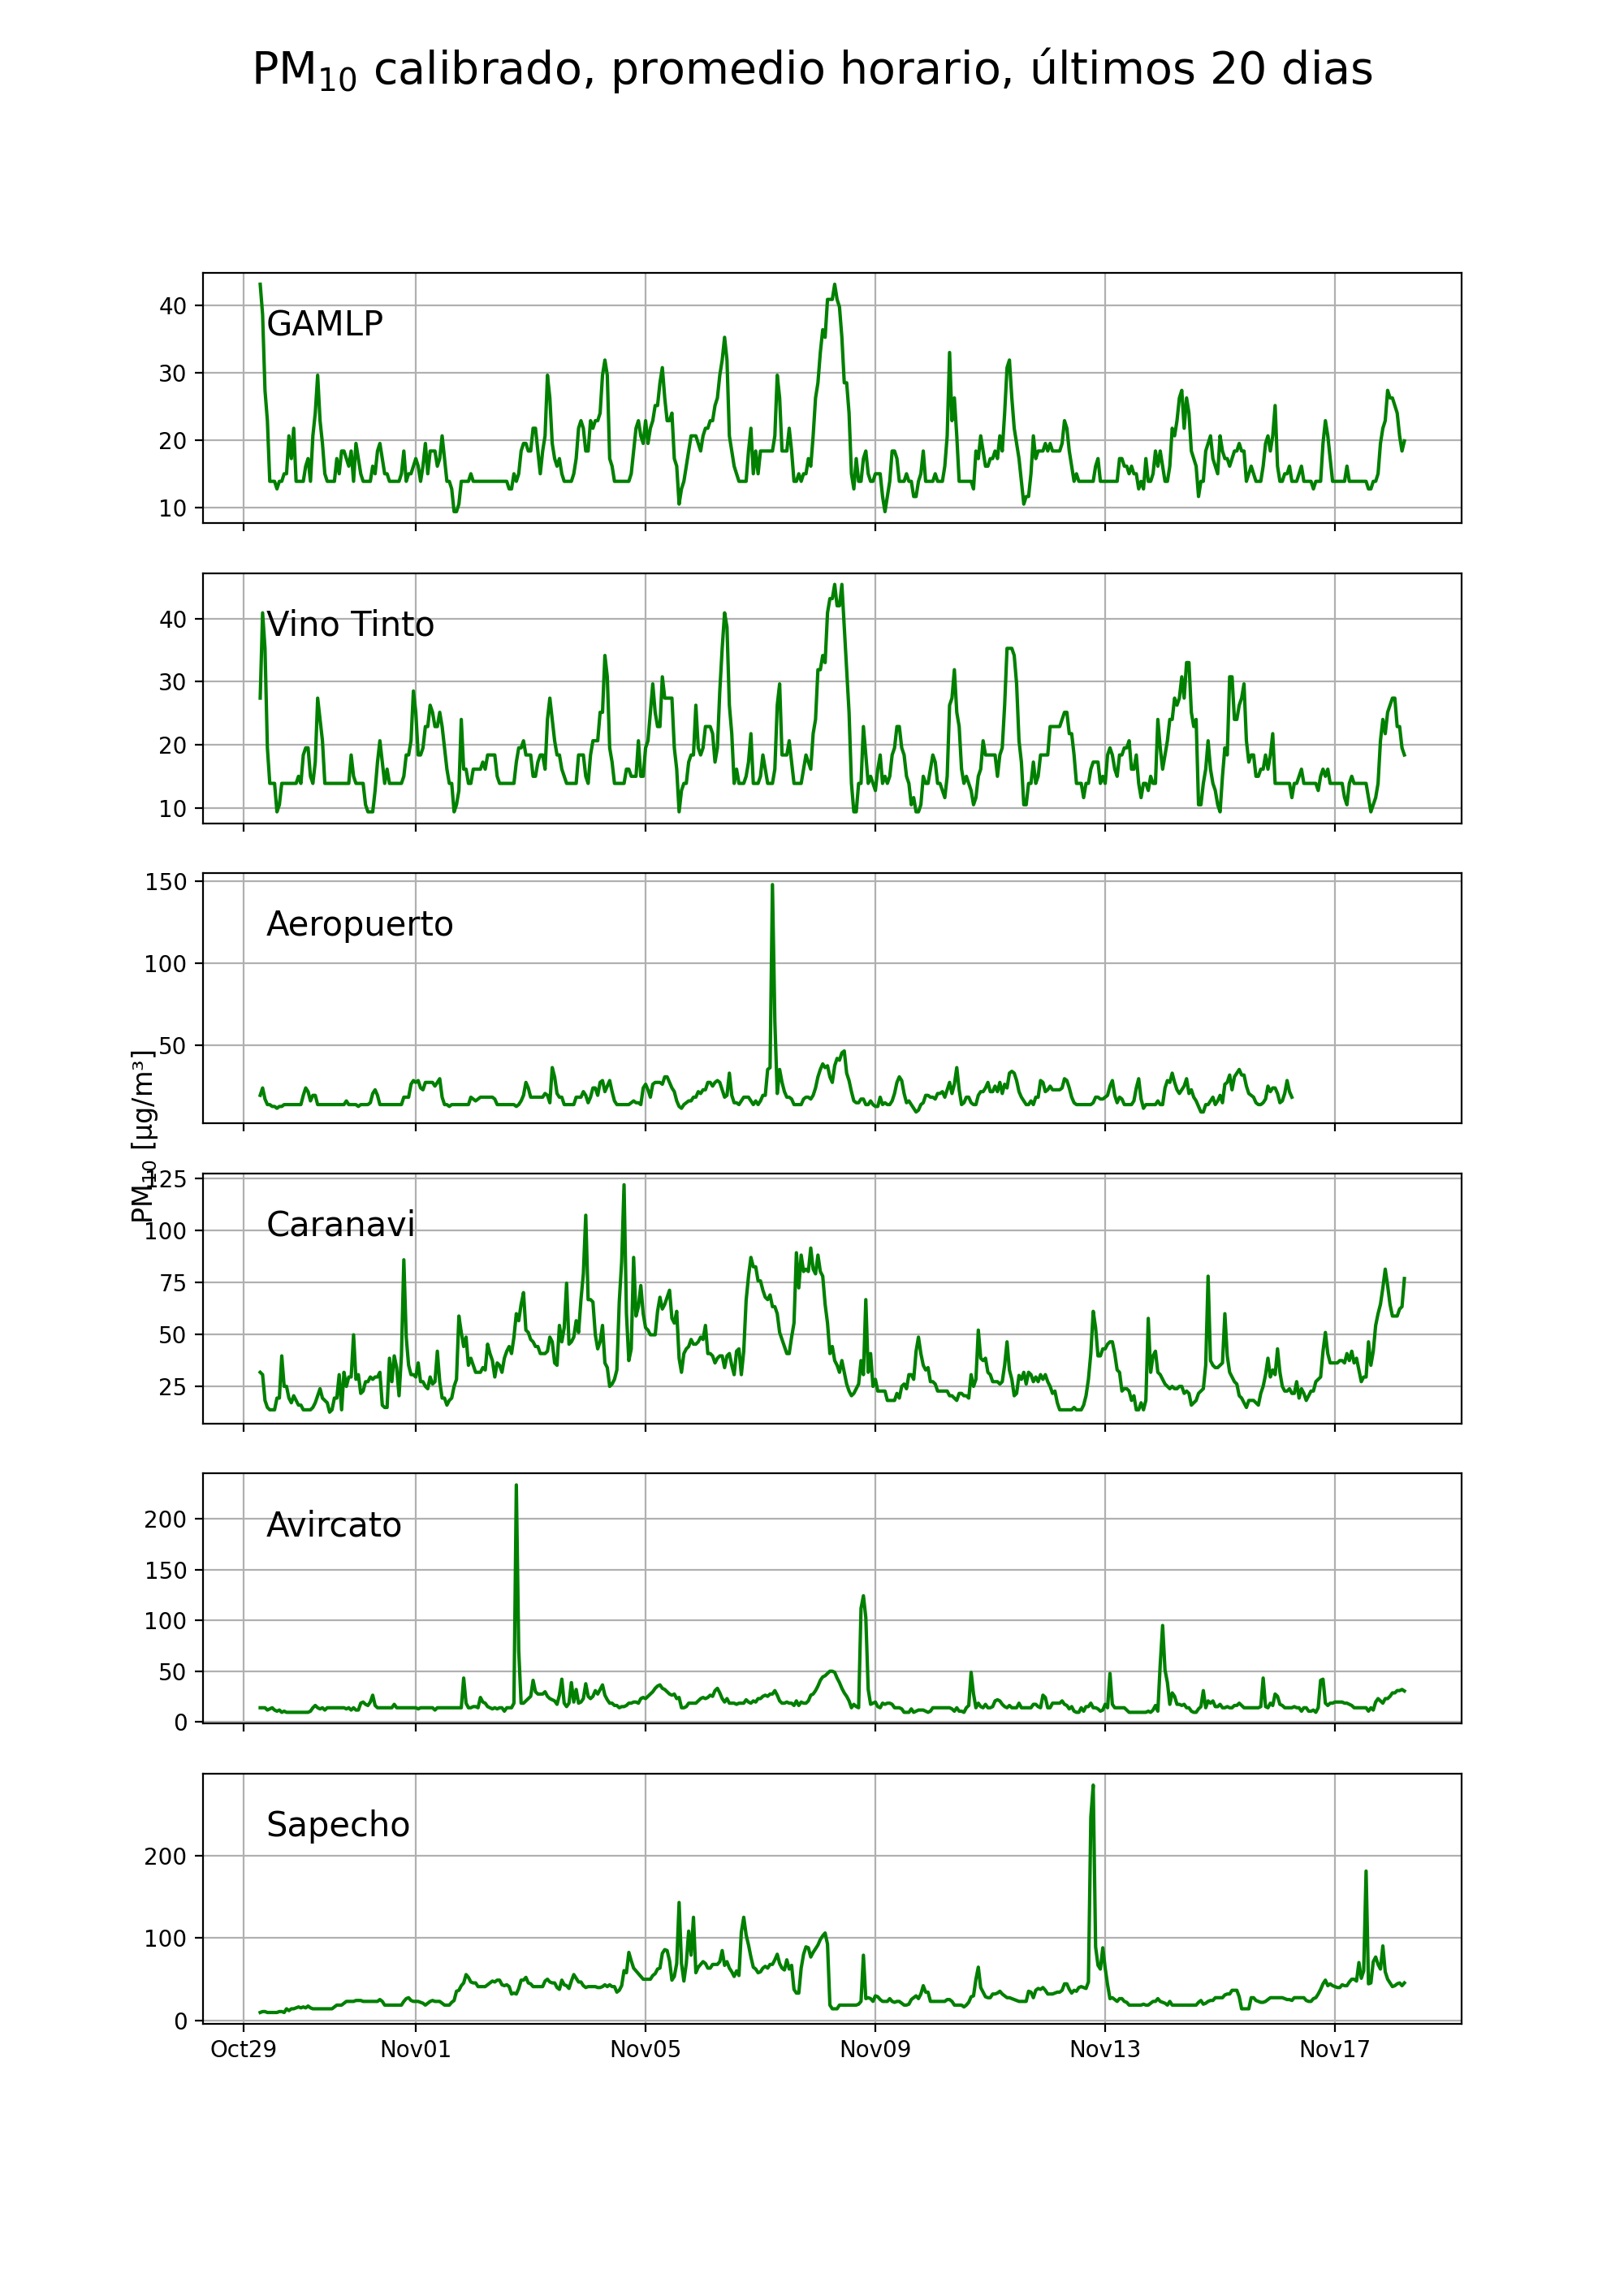 PM₁₀ calibrado, promedio horario, últimos 20 dias
GAMLP
40
30
20
10
Vino Tinto
40
30
20
10
Aeropuerto
150
100
50
PM₁₀ [µg/m³]
Caranavi
125
100
75
50
25
Avircato
200
150
100
50
0
Sapecho
200
100
0
Oct29 Nov01 Nov05 Nov09 Nov13 Nov17